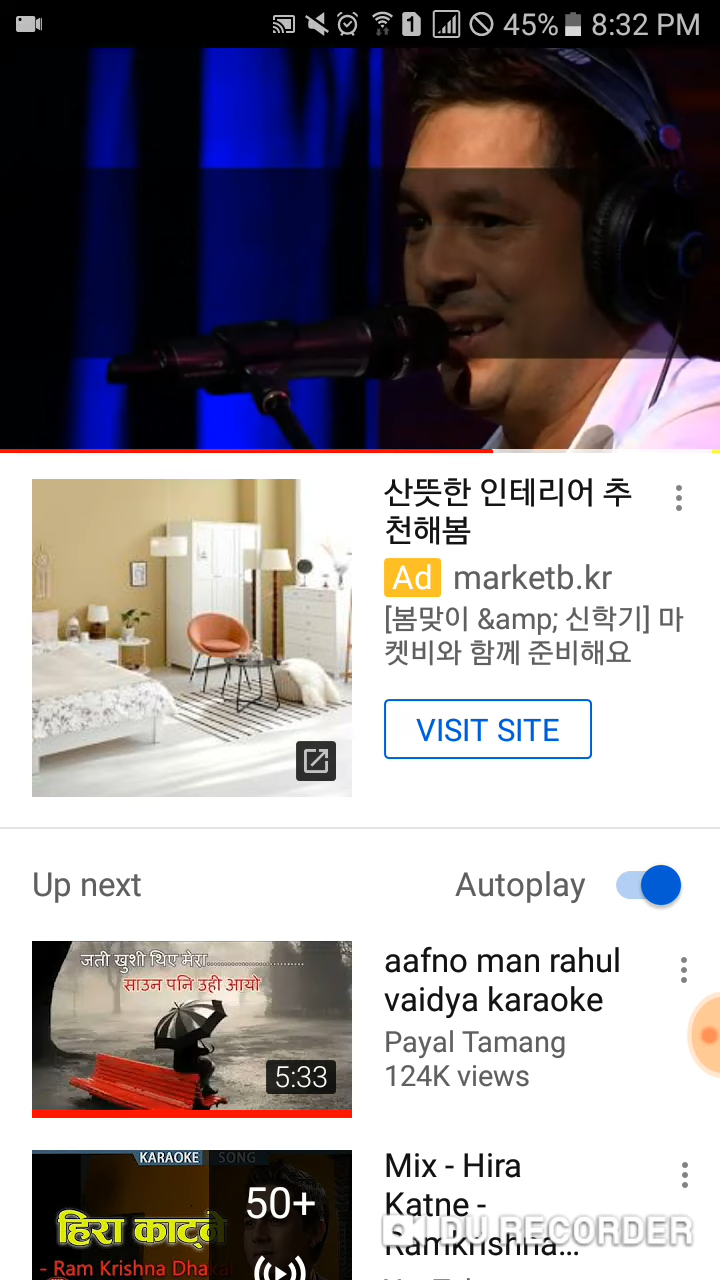 1
45%
8:32 PM
산뜻한 인테리어 추
천해봄
Ad marketb.kr
[봄맞이 &amp; 신학기] 마
켓비와 함께 준비해요
VISIT SITE
Up next
Autoplay
जती खुशी थिए मेरा.........................
साउन पनि उही आयो
5:33
aafno man rahul
vaidya karaoke
Payal Tamang
124K views
KARAOKE SONG
हिरा काट्ने
- Ram Krishna Dhakal
50+
Mix - Hira
Katne -
Ramkrishna...
DU RECORDER